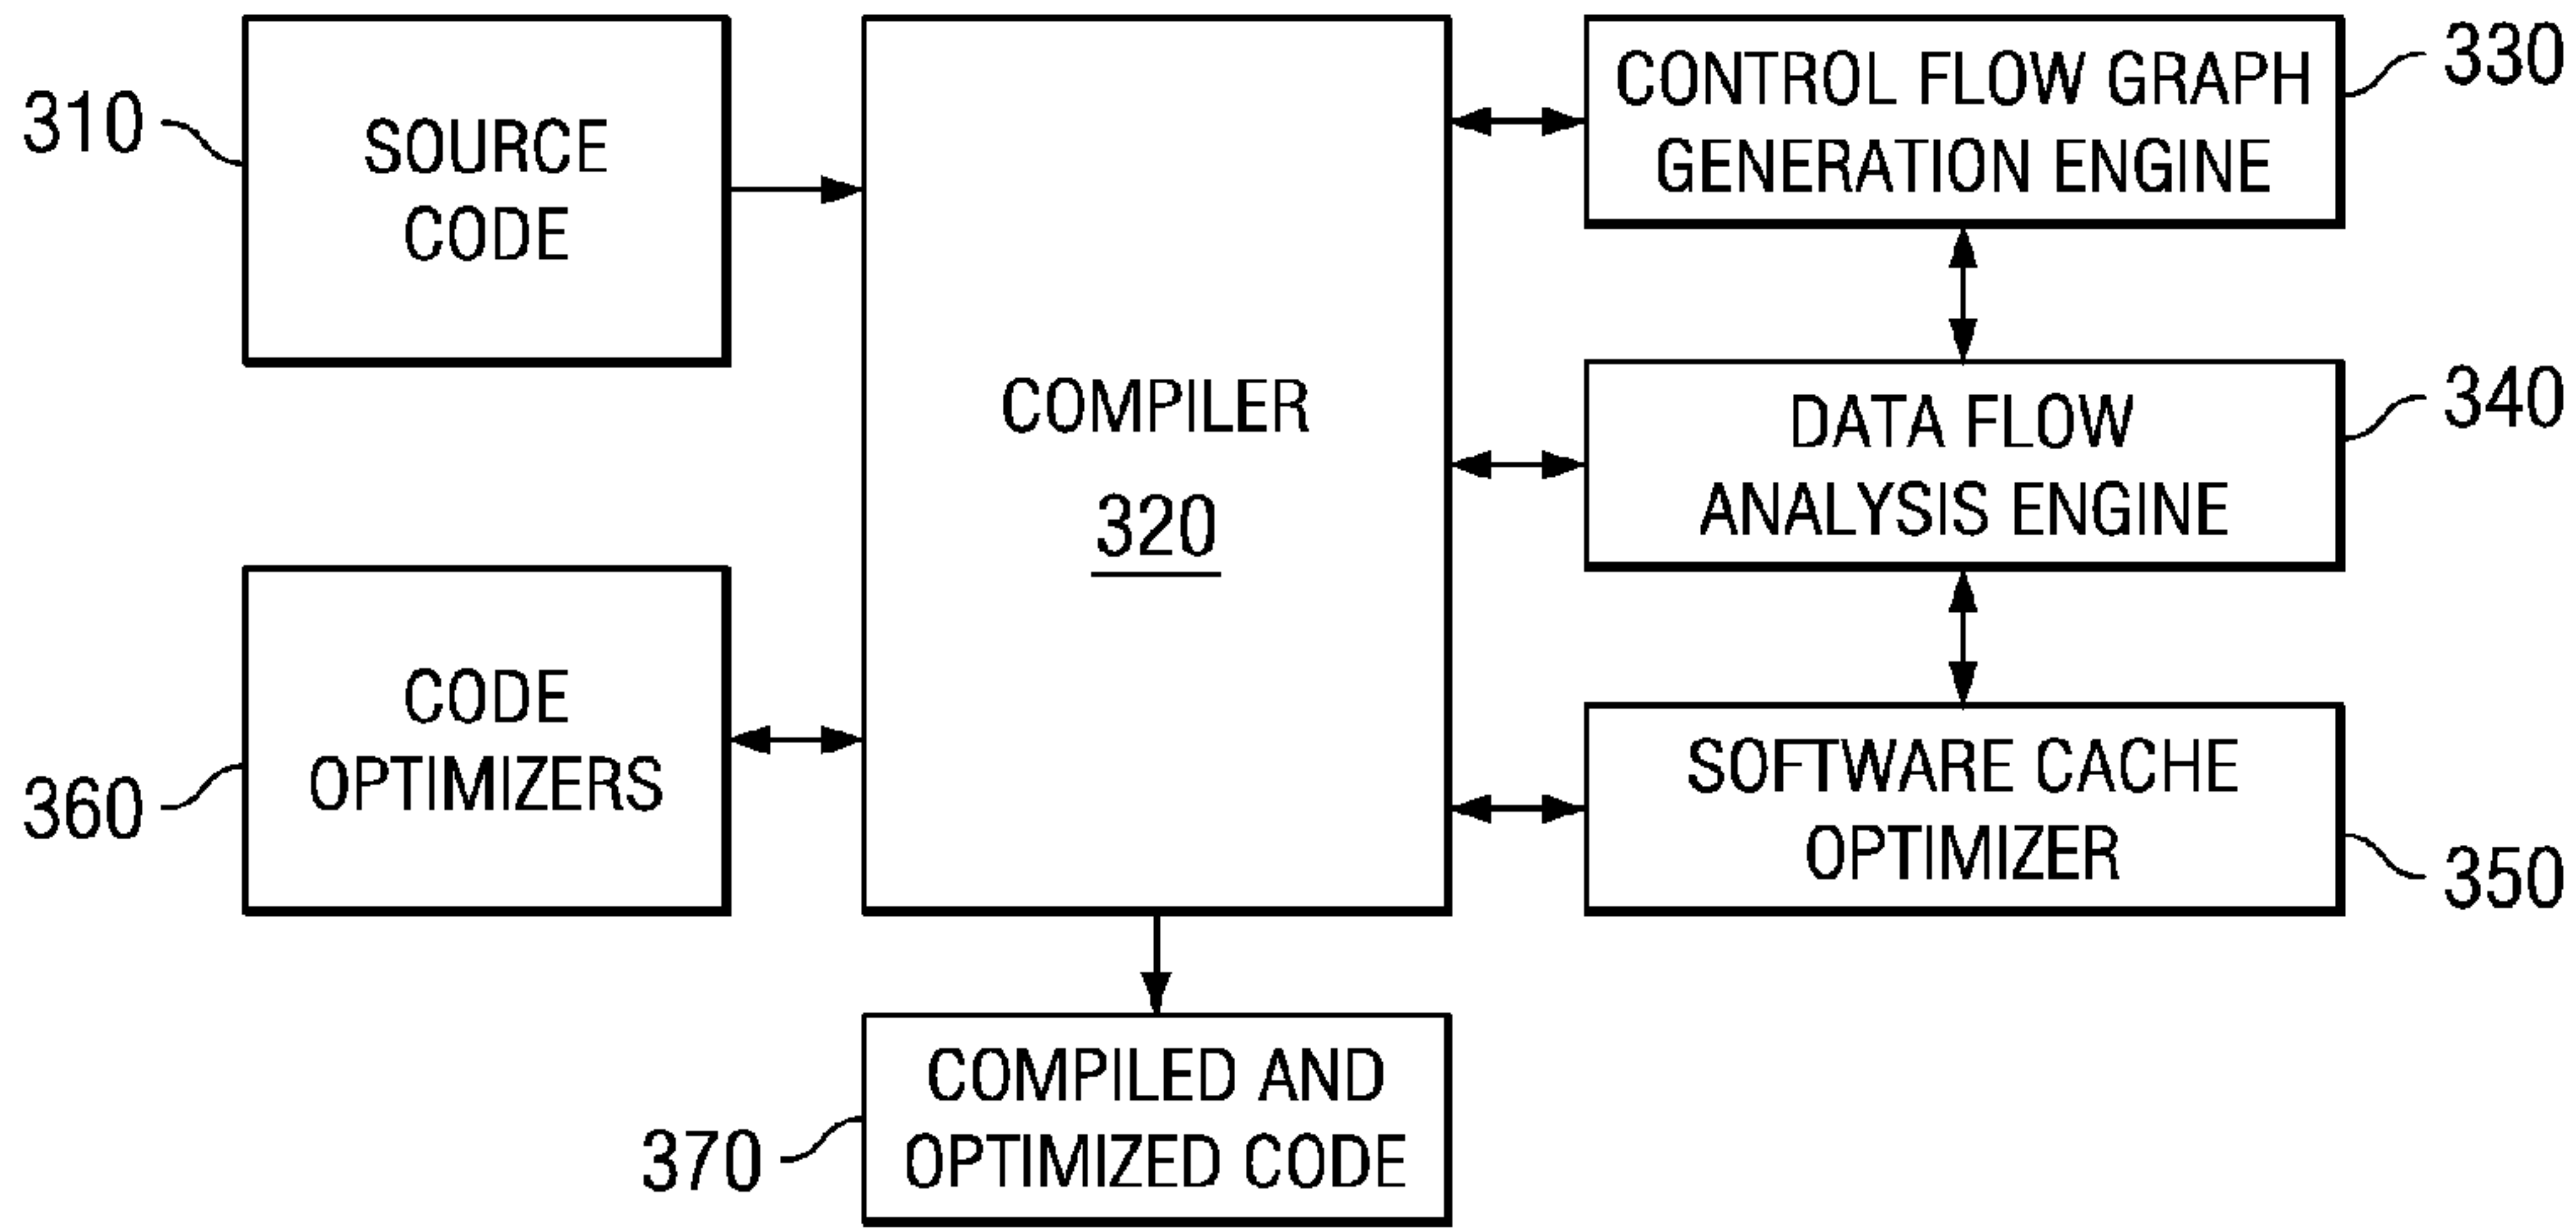 310
SOURCE
CODE
COMPILER
320
CONTROL FLOW GRAPH
GENERATION ENGINE
330
DATA FLOW
ANALYSIS ENGINE
340
CODE
OPTIMIZERS
360
SOFTWARE CACHE
OPTIMIZER
350
COMPILED AND
OPTIMIZED CODE
370